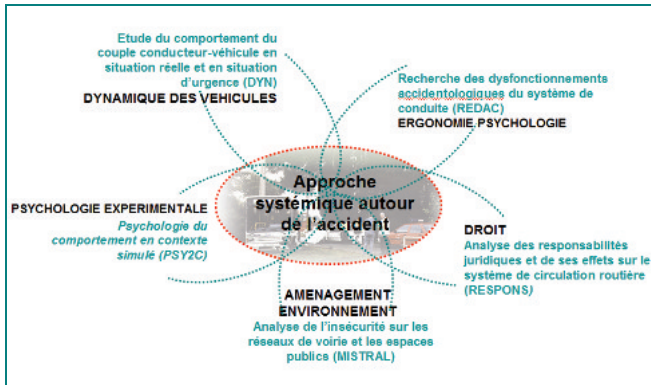 Etude du comportement du
couple conducteur-véhicule en
situation réelle et en situation
d'urgence (DYN)
DYNAMIQUE DES VEHICULES
Recherche des dysfonctionnements
accidentologiques du système de
conduite (REDAC)
ERGONOMIE PSYCHOLOGIE
Approche
systémique autour
de l'accident
PSYCHOLOGIE EXPERIMENTALE
Psychologie du
comportement en contexte
simulé (PSY2C)
DROIT
Analyse des responsabilités
juridiques et de ses effets sur le
système de circulation routière
(RESPONS)
AMENAGEMENT
ENVIRONNEMENT
Analyse de l'insécurité sur les
réseaux de voirie et les espaces
publics (MISTRAL)